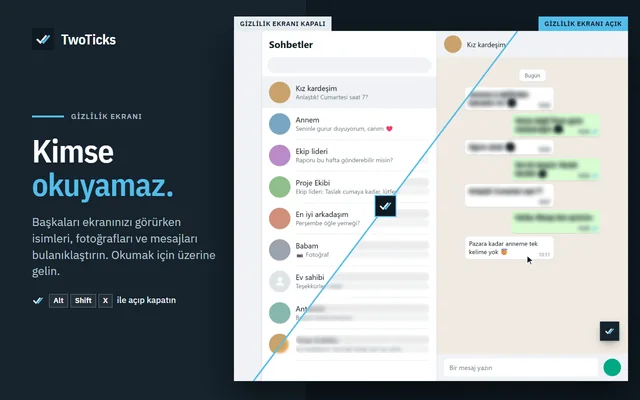 TwoTicks
GİZLİLİK EKRANI
Kimse
okuyamaz.
Başkaları ekranınızı görürken
isimleri, fotoğrafları ve mesajları
bulanıklaştırın. Okumak için üzerine
gelin.
Alt Shift X ile açıp kapatın
GİZLİLİK EKRANI KAPALI
GİZLİLİK EKRANI AÇIK
Sohbetler
Kız kardeşim
Anlaştık! Cumartesi saat 7?
Annem
Seninle gurur duyuyorum, canım ❤️
Ekip lideri
Raporu bu hafta gönderebilir misin?
Proje Ekibi
Ekip lideri: Taslak cumaya kadar, lütfen
En iyi arkadaşım
Perşembe öğle yemeği?
Babam
📷 Fotoğraf
Ev sahibi
Teşekkürler
Kız kardeşim
Bugün
Pazara kadar anneme tek
kelime yok
Bir mesaj yazın